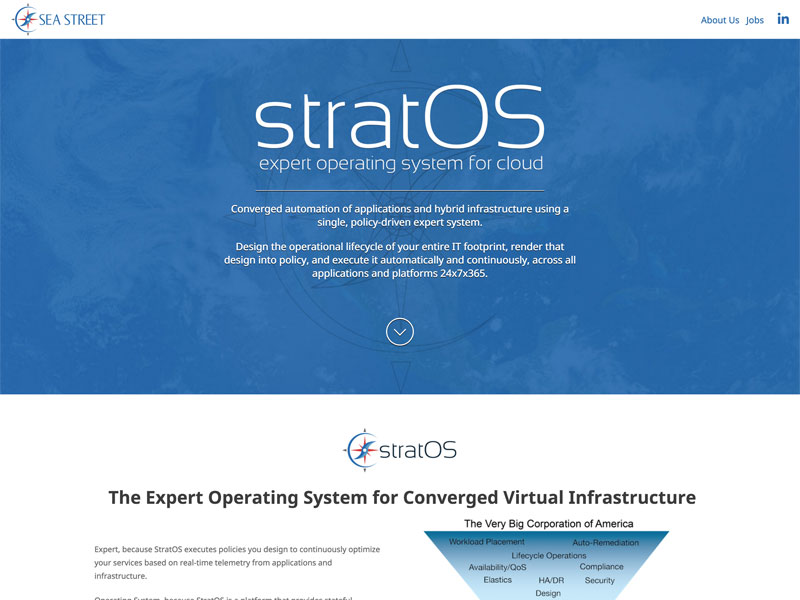 SEA STREET
About Us Jobs in
stratOS
expert operating system for cloud
Converged automation of applications and hybrid infrastructure using a
single, policy-driven expert system.
Design the operational lifecycle of your entire IT footprint, render that
design into policy, and execute it automatically and continuously, across all
applications and platforms 24x7x365.
stratOS
The Expert Operating System for Converged Virtual Infrastructure
Expert, because StratOS executes policies you design to continuously optimize
your services based on real-time telemetry from applications and
infrastructure.
Operating System, because StratOS is a platform that provides stateful
The Very Big Corporation of America
Workload Placement Auto-Remediation
Lifecycle Operations
Availability/QoS Compliance
Elastics HA/DR Security
Design